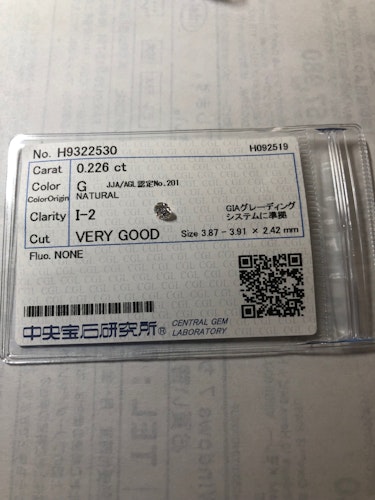 No. H9322530 H092519
Carat 0.226 ct
Color G JJA/AGL認定No.201
ColorOrigin NATURAL
Clarity I-2 GIAグレーディング
システムに準拠
Cut VERY GOOD Size 3.87 - 3.91 × 2.42 mm
Fluo. NONE
中央宝石研究所® CENTRAL GEM
LABORATORY